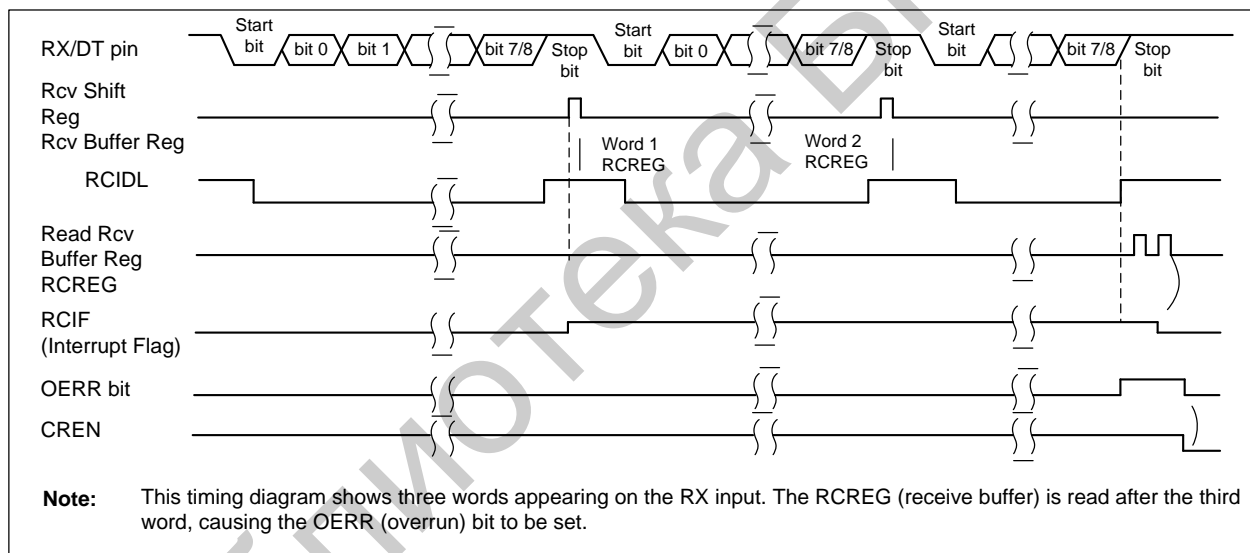 RX/DT pin
Start bit
bit 0
bit 1
bit 7/8
Stop bit
Start bit
bit 0
bit 7/8
Stop bit
Start bit
bit 7/8
Stop bit
Rcv Shift
Reg
Rcv Buffer Reg
Word 1
RCREG
Word 2
RCREG
RCIDL
Read Rcv
Buffer Reg
RCREG
RCIF
(Interrupt Flag)
OERR bit
CREN
Note: This timing diagram shows three words appearing on the RX input. The RCREG (receive buffer) is read after the third
word, causing the OERR (overrun) bit to be set.